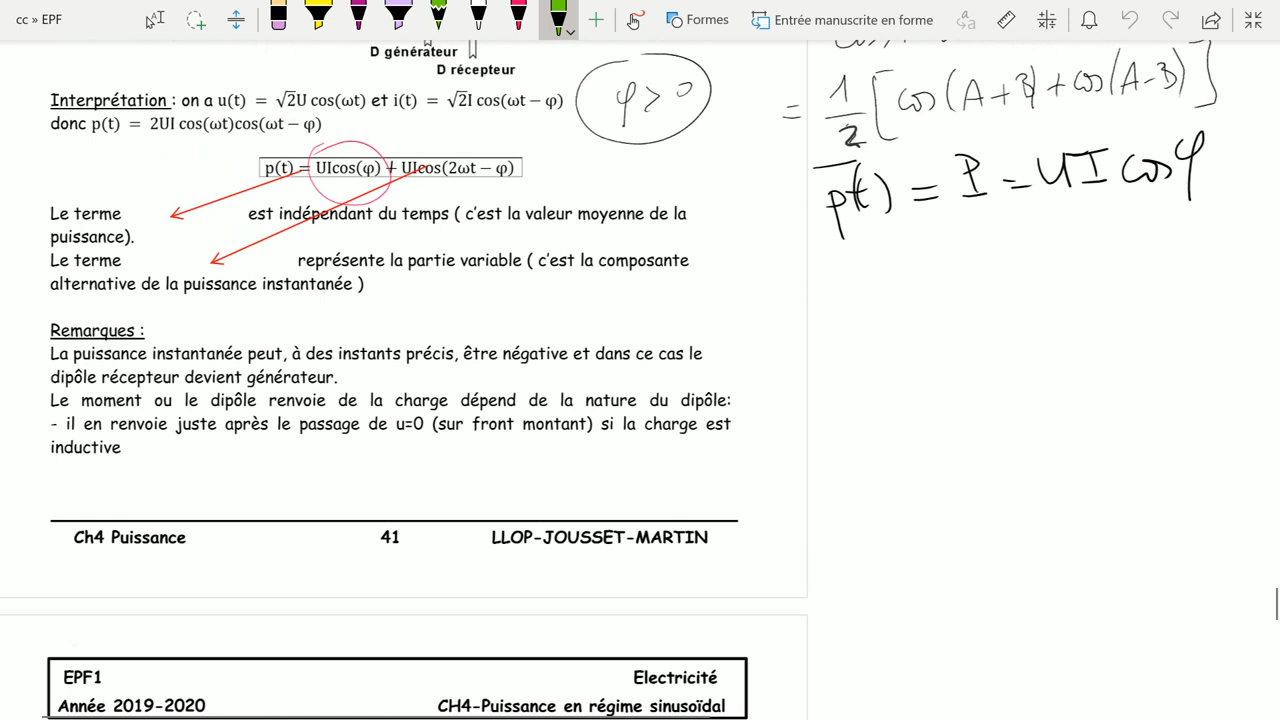 cc » EPF
Formes
Entrée manuscrite en forme
D générateur
D récepteur
Interprétation : on a u(t) = √2U cos(ωt) et i(t) = √2I cos(ωt − φ)
donc p(t) = 2UI cos(ωt)cos(ωt − φ)
φ > 0
= 1/2 [cos(A+B)+cos(A-B)]
p(t) = UIcos(φ) + UIcos(2ωt − φ)
p(t) = P = UI cosφ
Le terme est indépendant du temps ( c'est la valeur moyenne de la
puissance).
Le terme représente la partie variable ( c'est la composante
alternative de la puissance instantanée )
Remarques :
La puissance instantanée peut, à des instants précis, être négative et dans ce cas le
dipôle récepteur devient générateur.
Le moment ou le dipôle renvoie de la charge dépend de la nature du dipôle:
- il en renvoie juste après le passage de u=0 (sur front montant) si la charge est
inductive
Ch4 Puissance 41 LLOP-JOUSSET-MARTIN
EPF1 Electricité
Année 2019-2020 CH4-Puissance en régime sinusoïdal